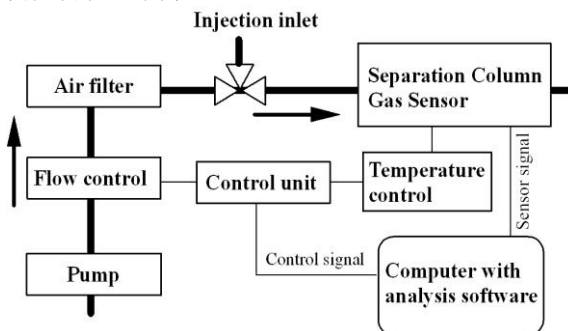 Injection inlet
Air filter
Separation Column
Gas Sensor
Flow control
Control unit
Temperature
control
Sensor signal
Pump
Control signal
Computer with
analysis software